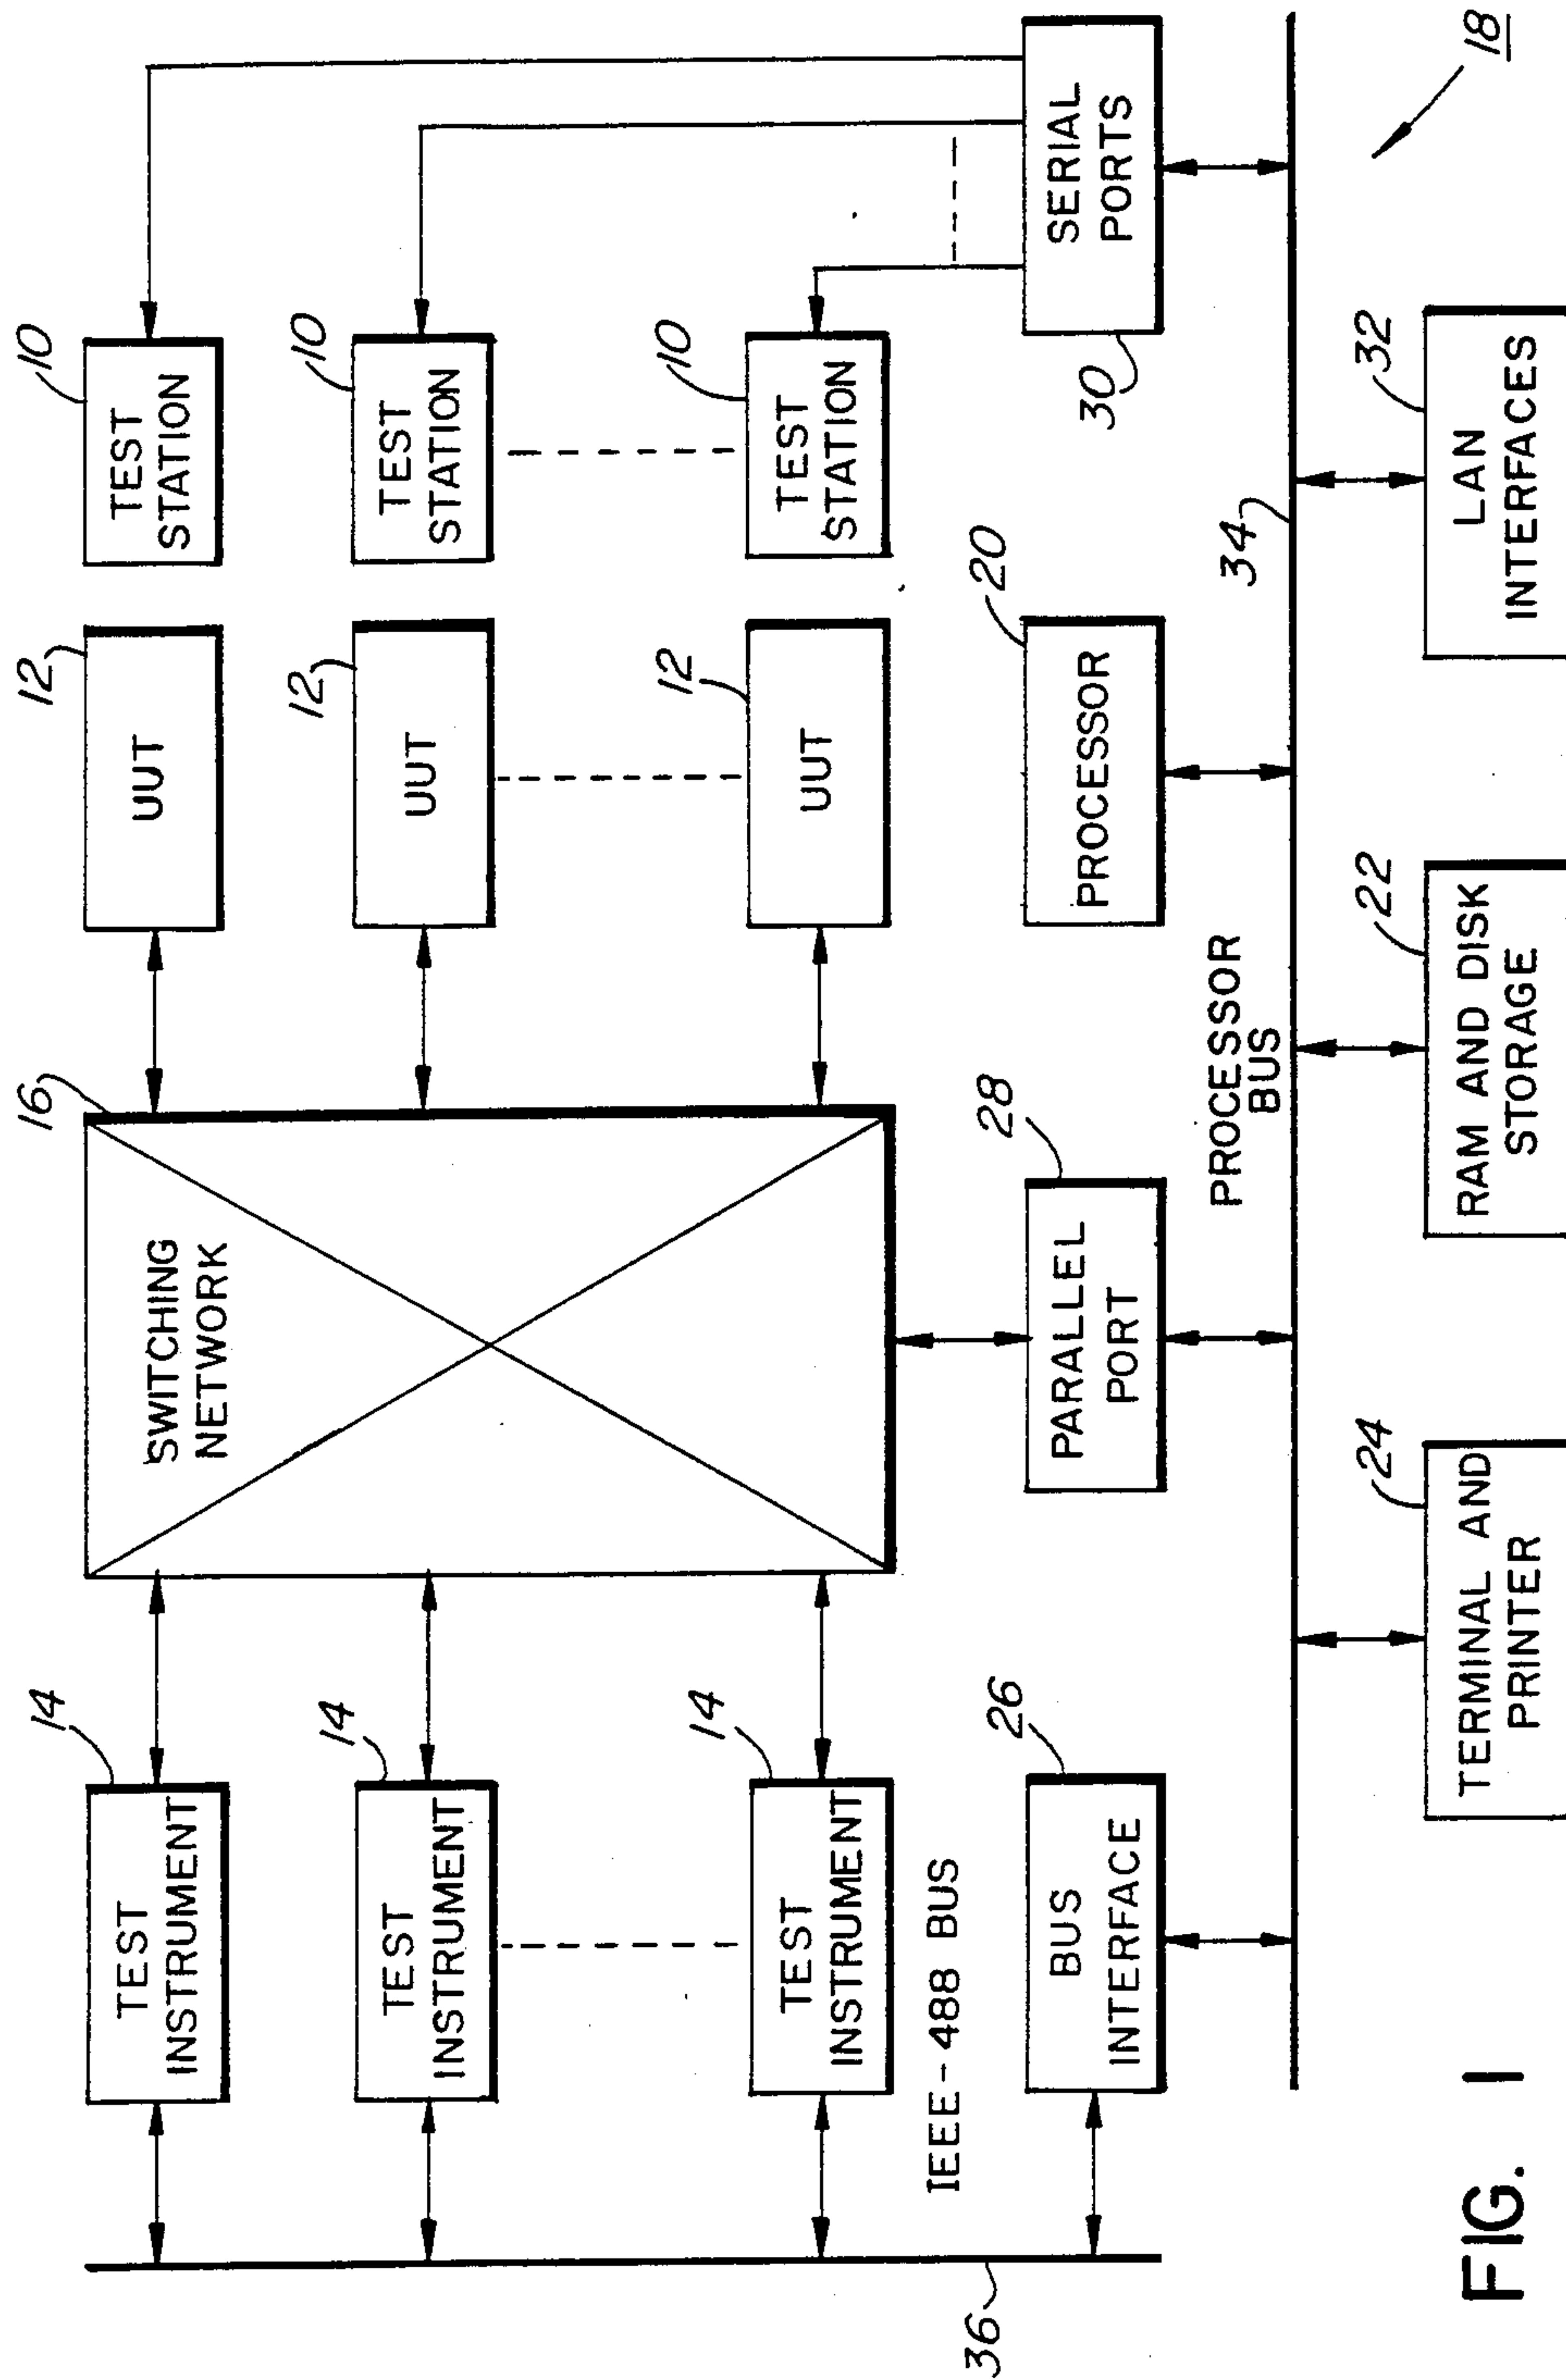 10
TEST
STATION
10
TEST
STATION
10
TEST
STATION
12
UUT
12
UUT
12
UUT
16
SWITCHING
NETWORK
14
TEST
INSTRUMENT
14
TEST
INSTRUMENT
14
TEST
INSTRUMENT
IEEE-488 BUS
36
26
BUS
INTERFACE
28
PARALLEL
PORT
20
PROCESSOR
SERIAL
PORTS
30
PROCESSOR
BUS
34
18
24
TERMINAL AND
PRINTER
22
RAM AND DISK
STORAGE
32
LAN
INTERFACES
FIG. 1